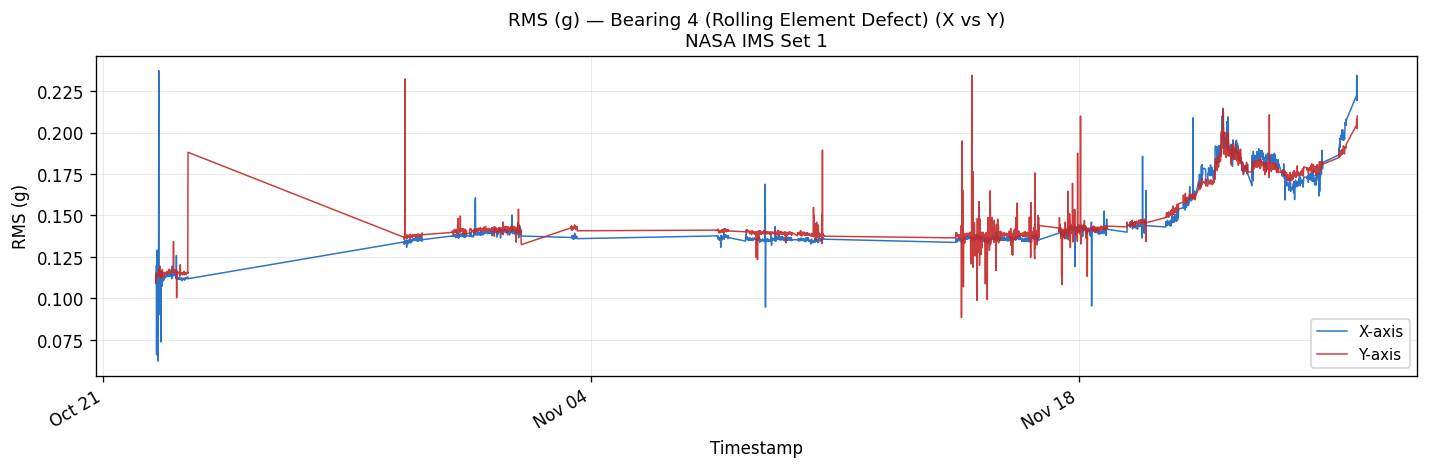 RMS (g) — Bearing 4 (Rolling Element Defect) (X vs Y)
NASA IMS Set 1
RMS (g)
0.225
0.200
0.175
0.150
0.125
0.100
0.075
X-axis
Y-axis
Oct 21
Nov 04
Nov 18
Timestamp